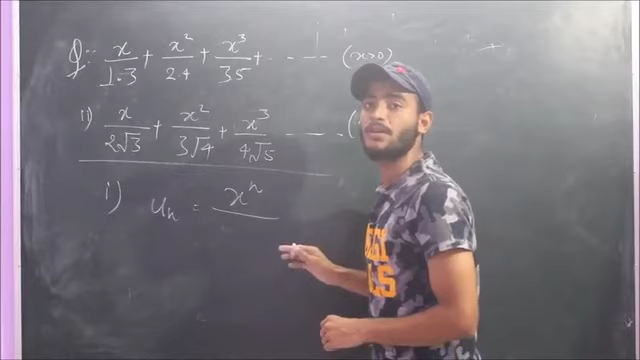 Q:- x/1.3 + x²/2.4 + x³/3.5 + - - - - (x>0)
ii) x/2√3 + x²/3√4 + x³/4√5 - - - - (
i) uₙ = xⁿ